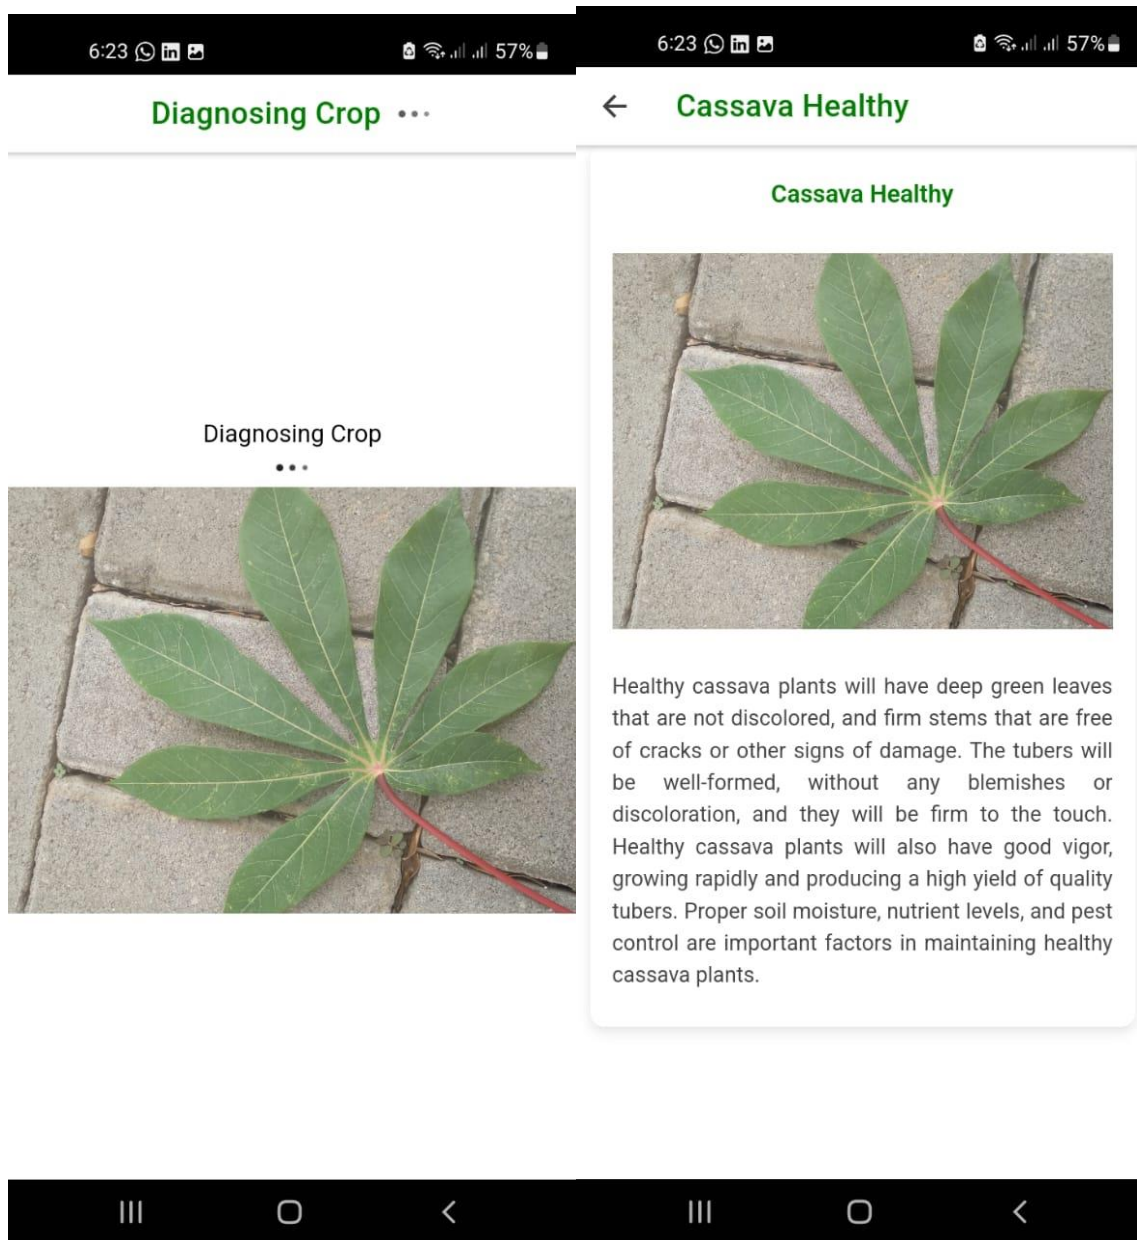 6:23
57%
Diagnosing Crop
Diagnosing Crop
6:23
57%
Cassava Healthy
Cassava Healthy
Healthy cassava plants will have deep green leaves
that are not discolored, and firm stems that are free
of cracks or other signs of damage. The tubers will
be well-formed, without any blemishes or
discoloration, and they will be firm to the touch.
Healthy cassava plants will also have good vigor,
growing rapidly and producing a high yield of quality
tubers. Proper soil moisture, nutrient levels, and pest
control are important factors in maintaining healthy
cassava plants.